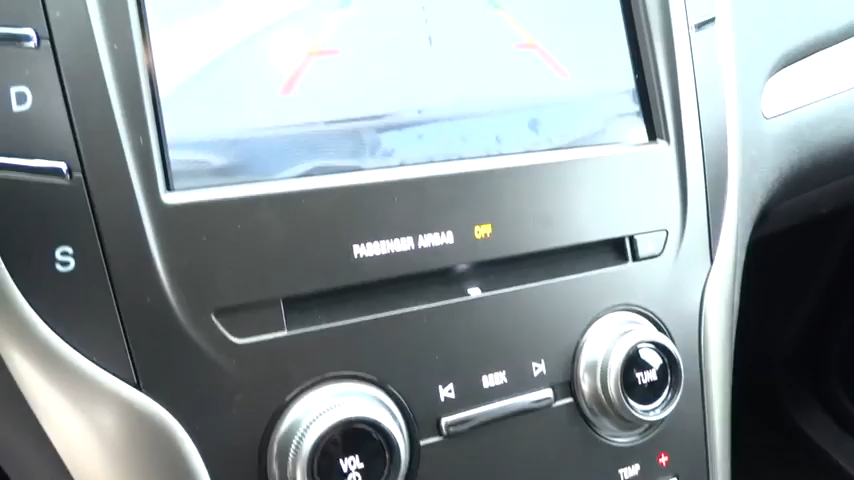 D
S
PASSENGER AIRBAG OFF
SEEK
TUNE
VOL
TEMP +